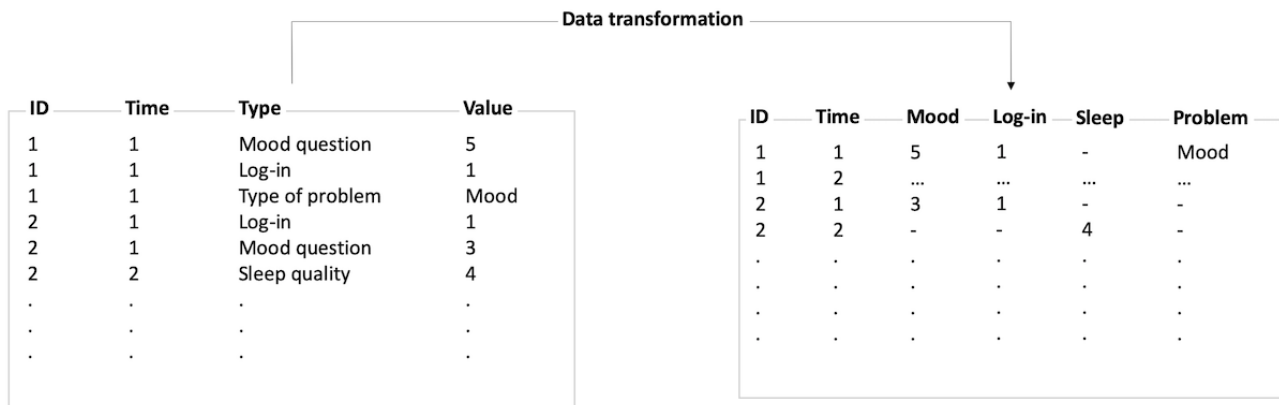 Data transformation
ID Time Type Value
1 1 Mood question 5
1 1 Log-in 1
1 1 Type of problem Mood
2 1 Log-in 1
2 1 Mood question 3
2 2 Sleep quality 4
. . . .
. . . .
. . . .
ID Time Mood Log-in Sleep Problem
1 1 5 1 - Mood
1 2 ... ... ... ...
2 1 3 1 - -
2 2 - - 4 -
. . . . . .
. . . . . .
. . . . . .
. . . . . .